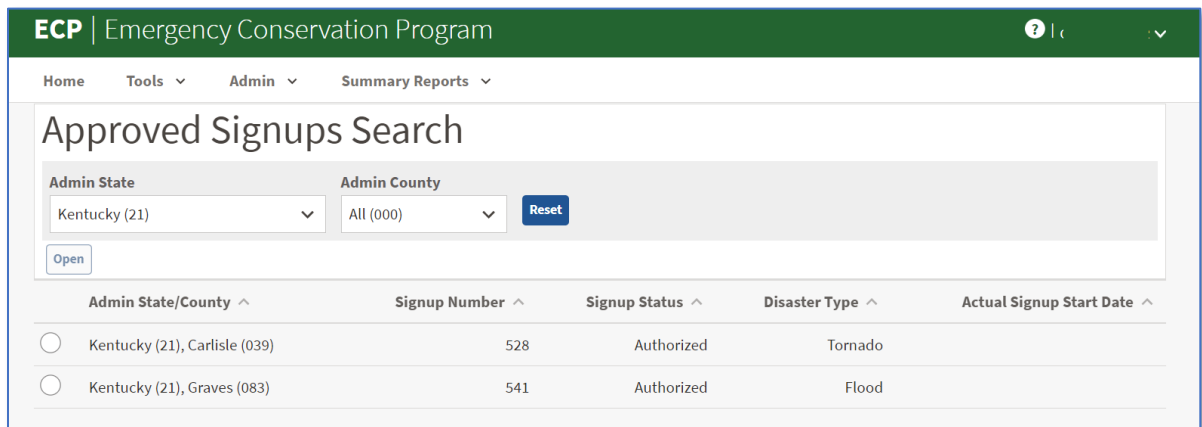 ECP | Emergency Conservation Program ?
Home Tools Admin Summary Reports
Approved Signups Search
Admin State Admin County
Kentucky (21) All (000) Reset
Open
Admin State/County Signup Number Signup Status Disaster Type Actual Signup Start Date
Kentucky (21), Carlisle (039) 528 Authorized Tornado
Kentucky (21), Graves (083) 541 Authorized Flood